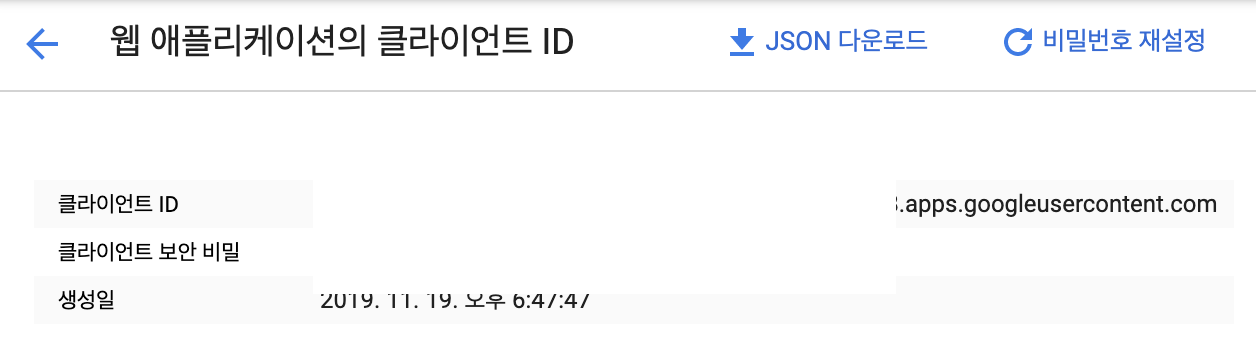 웹 애플리케이션의 클라이언트 ID
JSON 다운로드
비밀번호 재설정
클라이언트 ID
.apps.googleusercontent.com
클라이언트 보안 비밀
생성일
2019. 11. 19. 오후 6:47:47